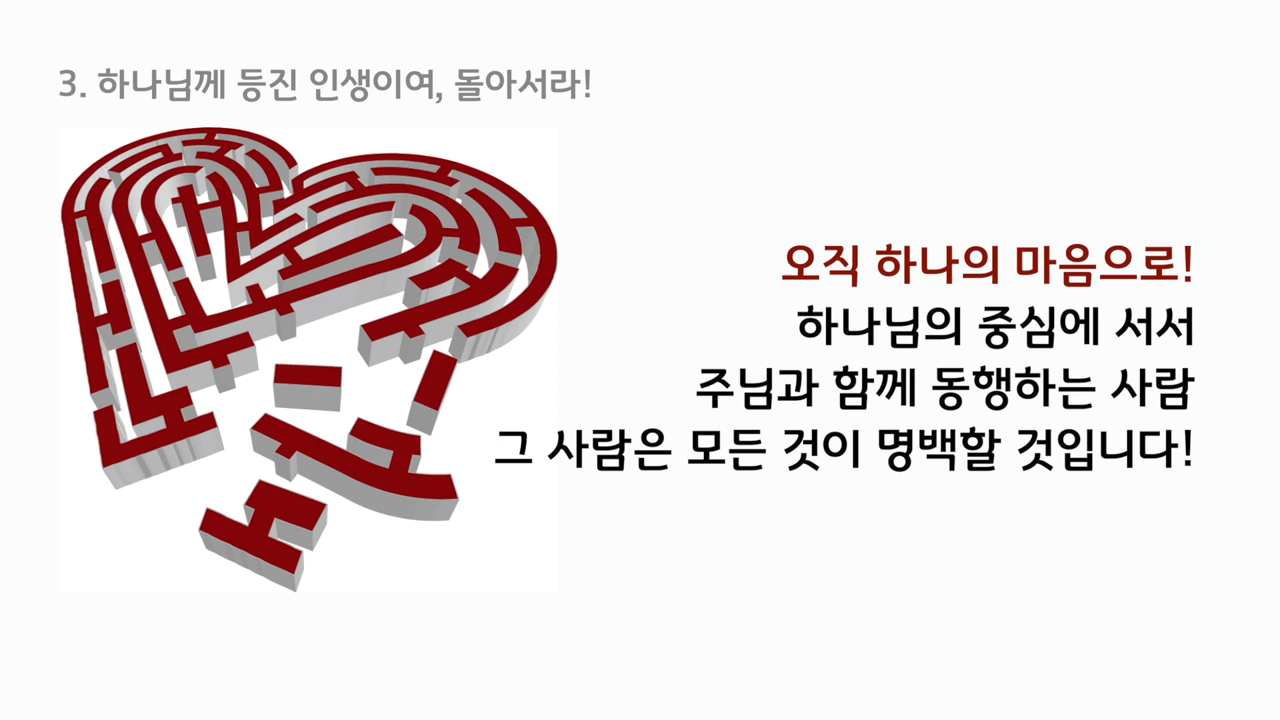 3. 하나님께 등진 인생이여, 돌아서라!
오직 하나의 마음으로!
하나님의 중심에 서서
주님과 함께 동행하는 사람
그 사람은 모든 것이 명백할 것입니다!